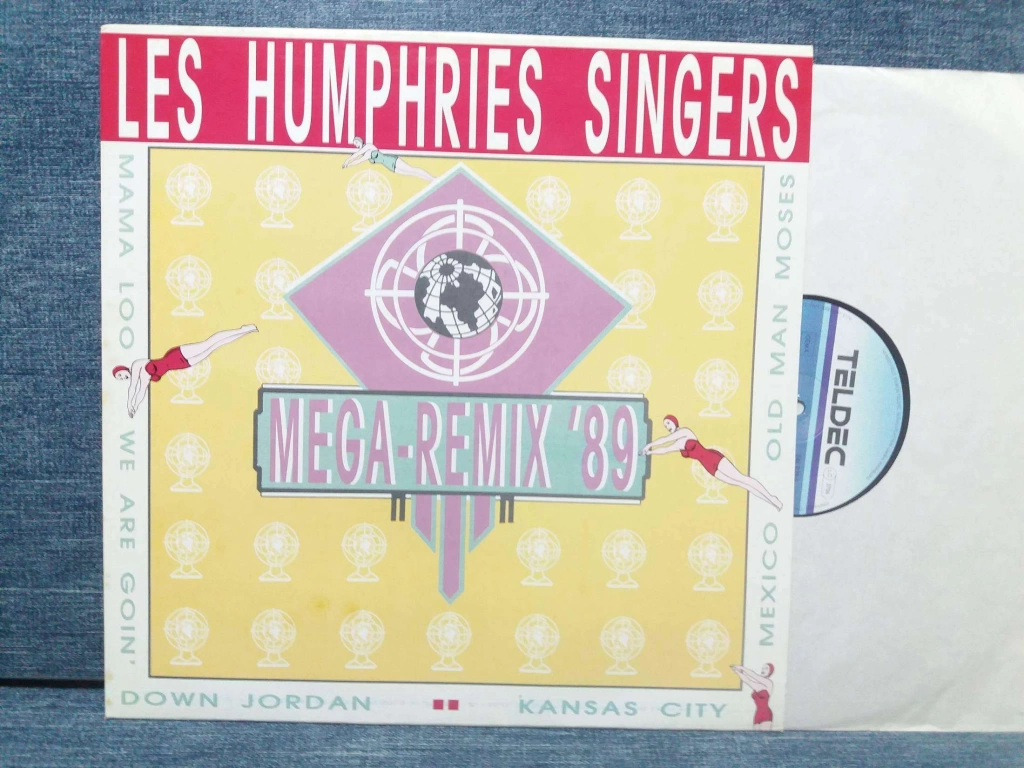 LES HUMPHRIES SINGERS
MAMA LOO
WE ARE GOIN'
DOWN JORDAN
KANSAS CITY
MEXICO
OLD MAN MOSES
MEGA-REMIX '89
TELDEC